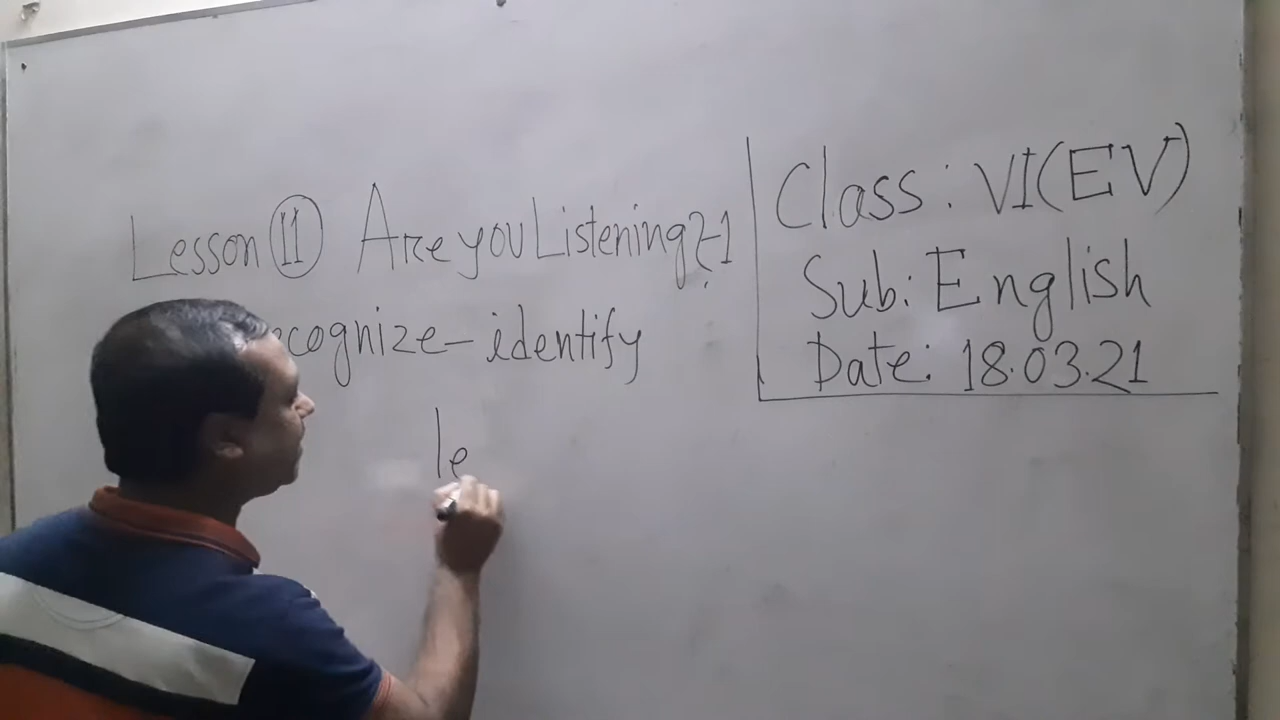 Lesson 11 Are you Listening?-1
ecognize - identify
le
Class: VI(EV)
Sub: English
Date: 18.03.21